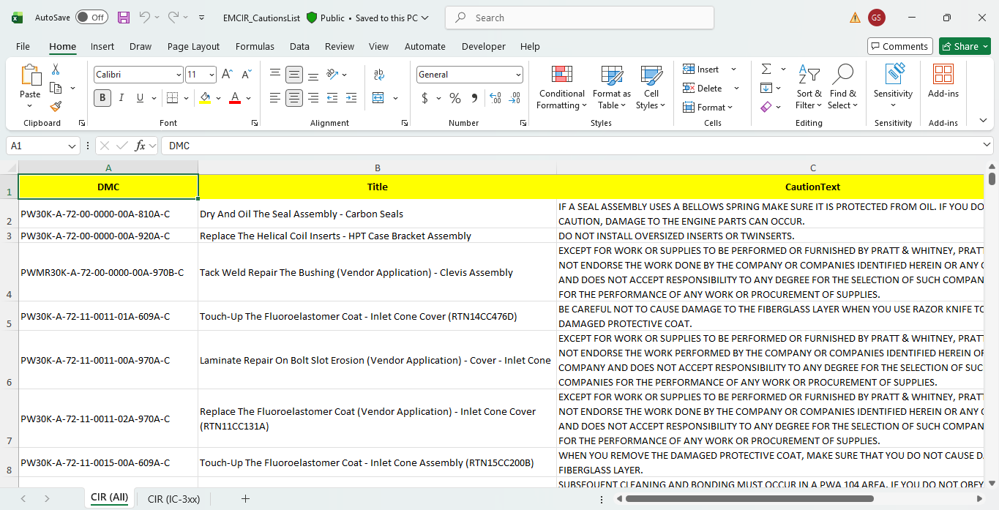 AutoSave Off EMCIR_CautionsList Public • Saved to this PC Search GS
File Home Insert Draw Page Layout Formulas Data Review View Automate Developer Help Comments Share
Paste Calibri 11 A A ab General Insert
B I U A $ % Conditional Formatting Format as Table Cell Styles Delete Sort & Filter Find & Select Sensitivity Add-ins
Format
Clipboard Font Alignment Number Styles Cells Editing Sensitivity Add-ins
A1 fx DMC
A B C
1 DMC Title CautionText
2 PW30K-A-72-00-0000-00A-810A-C Dry And Oil The Seal Assembly - Carbon Seals IF A SEAL ASSEMBLY USES A BELLOWS SPRING MAKE SURE IT IS PROTECTED FROM OIL. IF YOU DO
CAUTION, DAMAGE TO THE ENGINE PARTS CAN OCCUR.
3 PW30K-A-72-00-0000-00A-920A-C Replace The Helical Coil Inserts - HPT Case Bracket Assembly DO NOT INSTALL OVERSIZED INSERTS OR TWINSERTS.
4 PWMR30K-A-72-00-0000-00A-970B-C Tack Weld Repair The Bushing (Vendor Application) - Clevis Assembly EXCEPT FOR WORK OR SUPPLIES TO BE PERFORMED OR FURNISHED BY PRATT & WHITNEY, PRATT
NOT ENDORSE THE WORK DONE BY THE COMPANY OR COMPANIES IDENTIFIED HEREIN OR ANY
AND DOES NOT ACCEPT RESPONSIBILITY TO ANY DEGREE FOR THE SELECTION OF SUCH COMPAN
FOR THE PERFORMANCE OF ANY WORK OR PROCUREMENT OF SUPPLIES.
5 PW30K-A-72-11-0011-01A-609A-C Touch-Up The Fluoroelastomer Coat - Inlet Cone Cover (RTN14CC476D) BE CAREFUL NOT TO CAUSE DAMAGE TO THE FIBERGLASS LAYER WHEN YOU USE RAZOR KNIFE TO
DAMAGED PROTECTIVE COAT.
6 PW30K-A-72-11-0011-00A-970A-C Laminate Repair On Bolt Slot Erosion (Vendor Application) - Cover - Inlet Cone EXCEPT FOR WORK OR SUPPLIES TO BE PERFORMED OR FURNISHED BY PRATT & WHITNEY, PRATT
NOT ENDORSE THE WORK PERFORMED BY THE COMPANY OR COMPANIES IDENTIFIED HEREIN OR
COMPANY AND DOES NOT ACCEPT RESPONSIBILITY TO ANY DEGREE FOR THE SELECTION OF SUC
COMPANIES FOR THE PERFORMANCE OF ANY WORK OR PROCUREMENT OF SUPPLIES.
7 PW30K-A-72-11-0011-02A-970A-C Replace The Fluoroelastomer Coat (Vendor Application) - Inlet Cone Cover (RTN11CC131A) EXCEPT FOR WORK OR SUPPLIES TO BE PERFORMED OR FURNISHED BY PRATT & WHITNEY, PRATT
NOT ENDORSE THE WORK DONE BY THE COMPANY OR COMPANIES IDENTIFIED HEREIN OR ANY
AND DOES NOT ACCEPT RESPONSIBILITY TO ANY DEGREE FOR THE SELECTION OF SUCH COMPAN
FOR THE PERFORMANCE OF ANY WORK OR PROCUREMENT OF SUPPLIES.
8 PW30K-A-72-11-0015-00A-609A-C Touch-Up The Fluoroelastomer Coat - Inlet Cone Assembly (RTN15CC200B) WHEN YOU REMOVE THE DAMAGED PROTECTIVE COAT, MAKE SURE THAT YOU DO NOT CAUSE
FIBERGLASS LAYER.
SUBSEQUENT CLEANING AND BONDING MUST OCCUR IN A PWA 104 AREA. IF YOU DO NOT OBEY
CIR (All) CIR (IC-3xx)